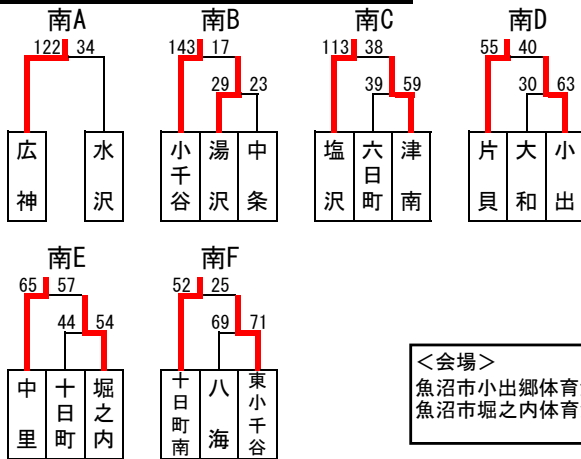 南A
122 34
広神
水沢
南B
143 17
29 23
小千谷
湯沢
中条
南C
113 38
39 59
塩沢
六日町
津南
南D
55 40
30 63
片貝
大和
小出
南E
65 57
44 54
中里
十日町
堀之内
南F
52 25
69 71
十日町南
八海
東小千谷
<会場>
魚沼市小出郷体育
魚沼市堀之内体育